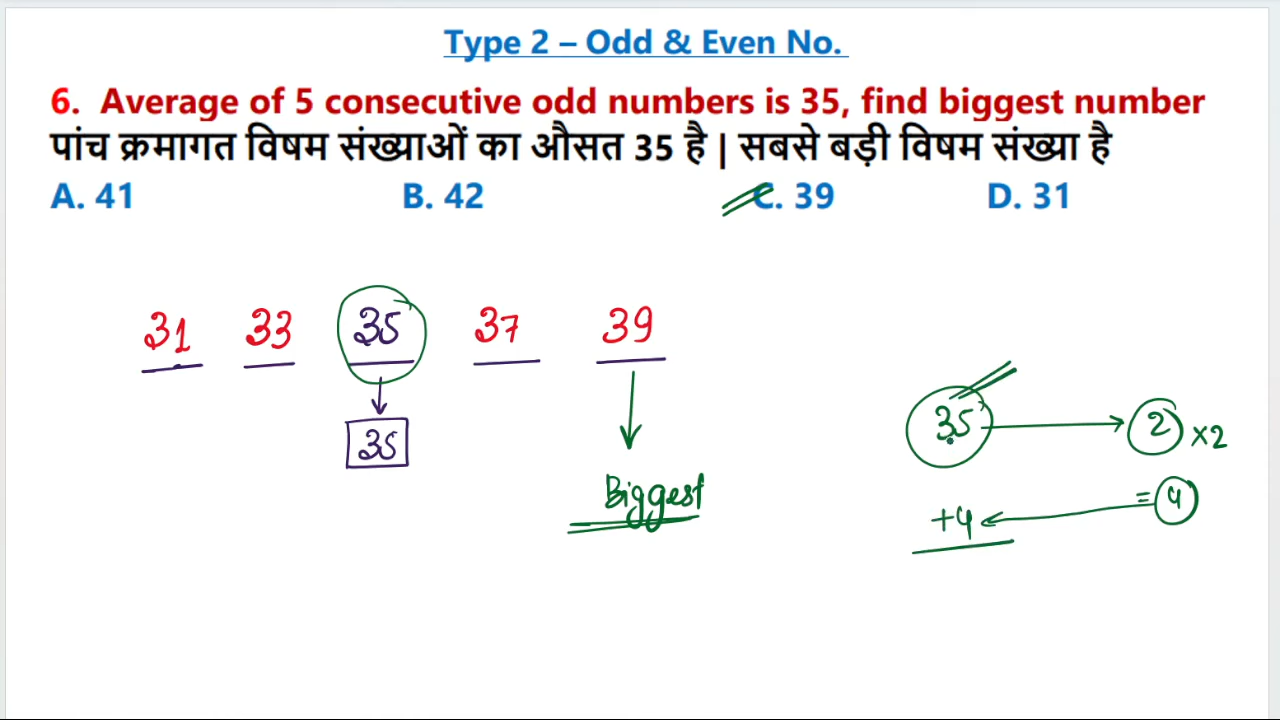 Type 2 – Odd & Even No.
6. Average of 5 consecutive odd numbers is 35, find biggest number
पांच क्रमागत विषम संख्याओं का औसत 35 है | सबसे बड़ी विषम संख्या है
A. 41 B. 42 C. 39 D. 31
31 33 35 37 39
35
Biggest
35 2 ×2
= 4
+4